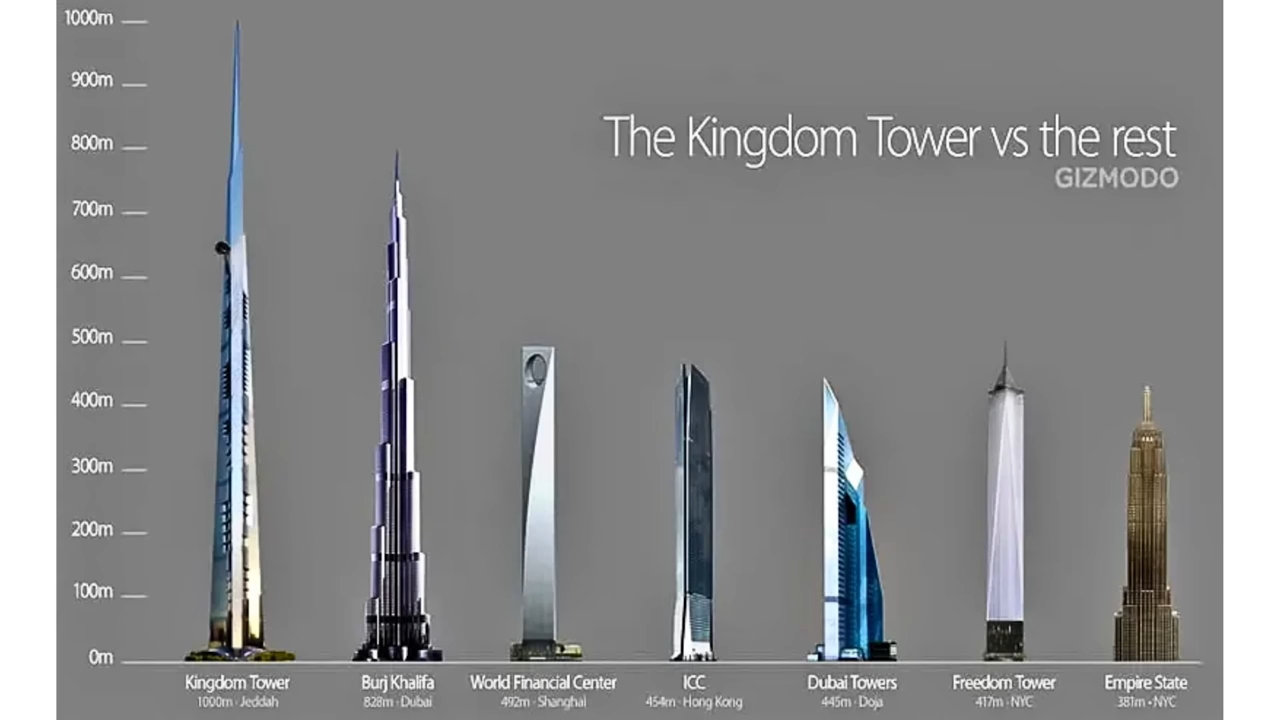 The Kingdom Tower vs the rest
GIZMODO
1000m
900m
800m
700m
600m
500m
400m
300m
200m
100m
0m
Kingdom Tower
1000m · Jeddah
Burj Khalifa
828m · Dubai
World Financial Center
492m · Shanghai
ICC
454m · Hong Kong
Dubai Towers
445m · Doja
Freedom Tower
417m · NYC
Empire State
381m • NYC